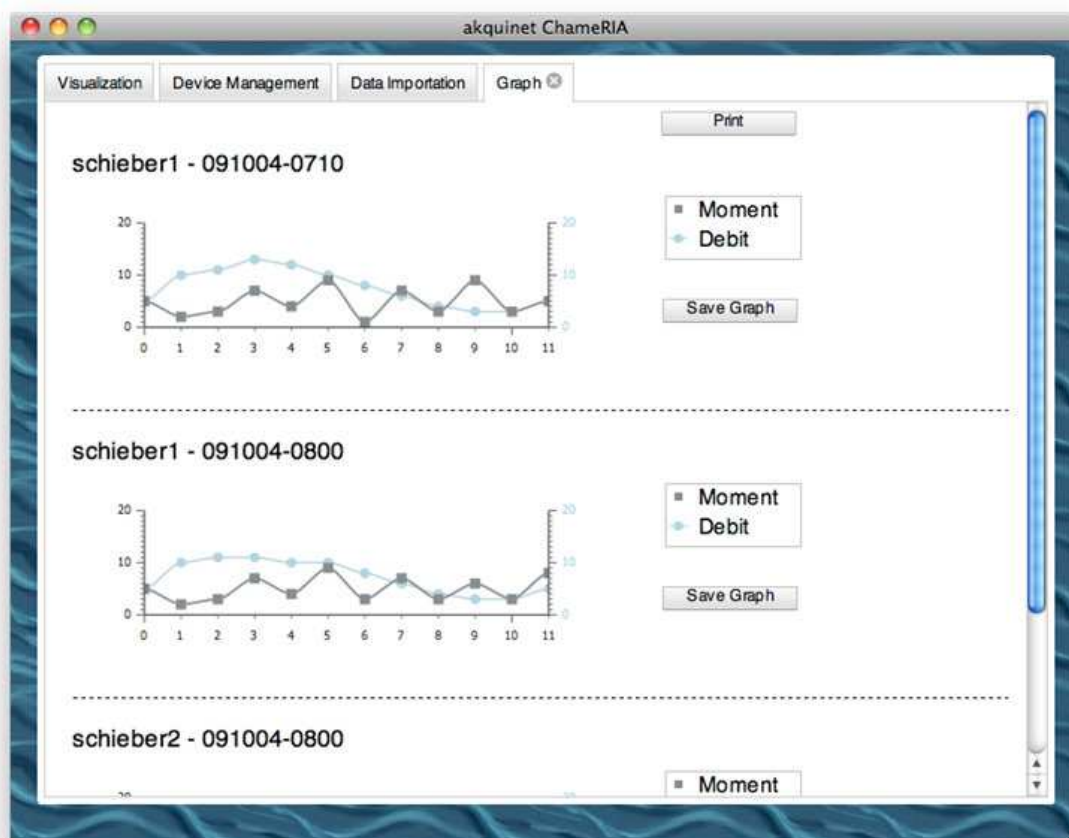 akquinet ChameRIA
Visualization Device Management Data Importation Graph
Print
schieber1 - 091004-0710
Moment
Debit
20 20
10 10
0 0
0 1 2 3 4 5 6 7 8 9 10 11
Save Graph
schieber1 - 091004-0800
Moment
Debit
20 20
10 10
0 0
0 1 2 3 4 5 6 7 8 9 10 11
Save Graph
schieber2 - 091004-0800
Moment
20 20